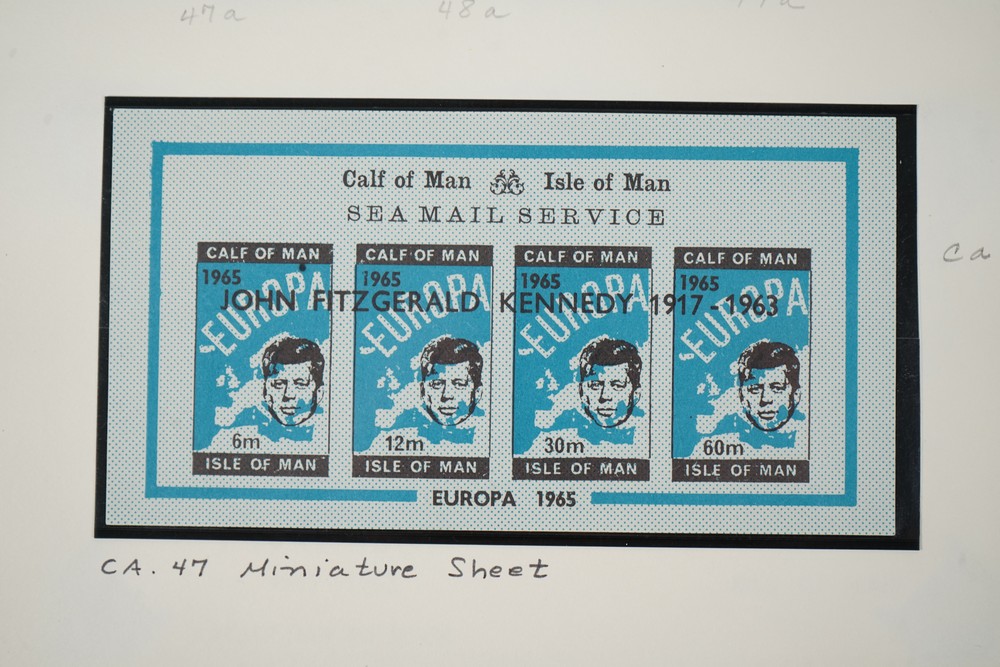 47a 48a
Calf of Man Isle of Man
SEA MAIL SERVICE
CALF OF MAN CALF OF MAN CALF OF MAN CALF OF MAN
1965 1965 1965 1965
EUROPA EUROPA EUROPA EUROPA
JOHN FITZGERALD KENNEDY 1917-1963
6m 12m 30m 60m
ISLE OF MAN ISLE OF MAN ISLE OF MAN ISLE OF MAN
EUROPA 1965
CA. 47 Miniature Sheet
Ca